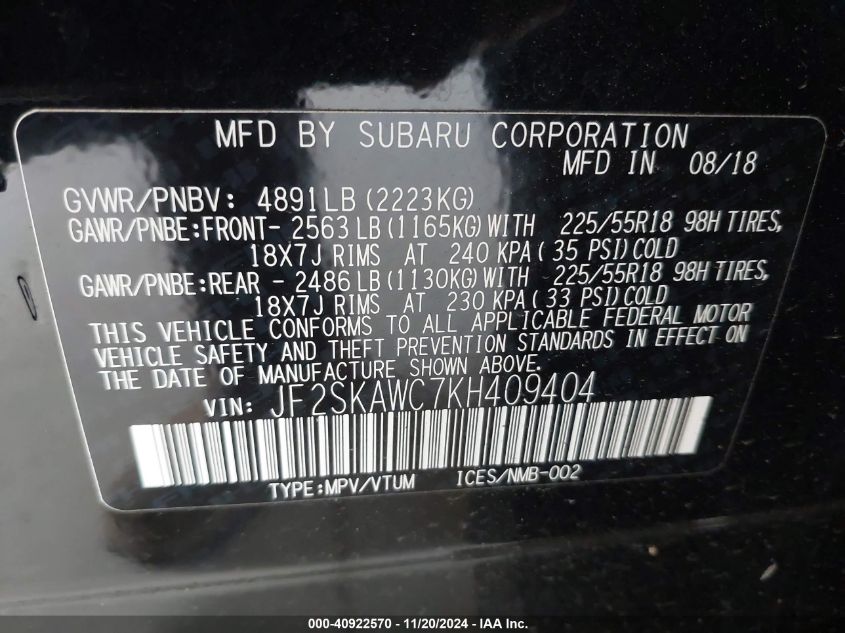 MFD BY SUBARU CORPORATION
MFD IN 08/18
GVWR/PNBV: 4891LB(2223KG)
GAWR/PNBE:FRONT- 2563LB(1165KG)WITH 225/55R18 98H TIRES,
18X7J RIMS AT 240 KPA( 35 PSI)COLD
GAWR/PNBE:REAR - 2486LB(1130KG)WITH 225/55R18 98H TIRES,
18X7J RIMS AT 230 KPA( 33 PSI)COLD
THIS VEHICLE CONFORMS TO ALL APPLICABLE FEDERAL MOTOR
VEHICLE SAFETY AND THEFT PREVENTION STANDARDS IN EFFECT ON
THE DATE OF MANUFACTURE SHOWN ABOVE.
VIN: JF2SKAWC7KH409404
TYPE:MPV/VTUM ICES/NMB-002
000-40922570 - 11/20/2024 - IAA Inc.